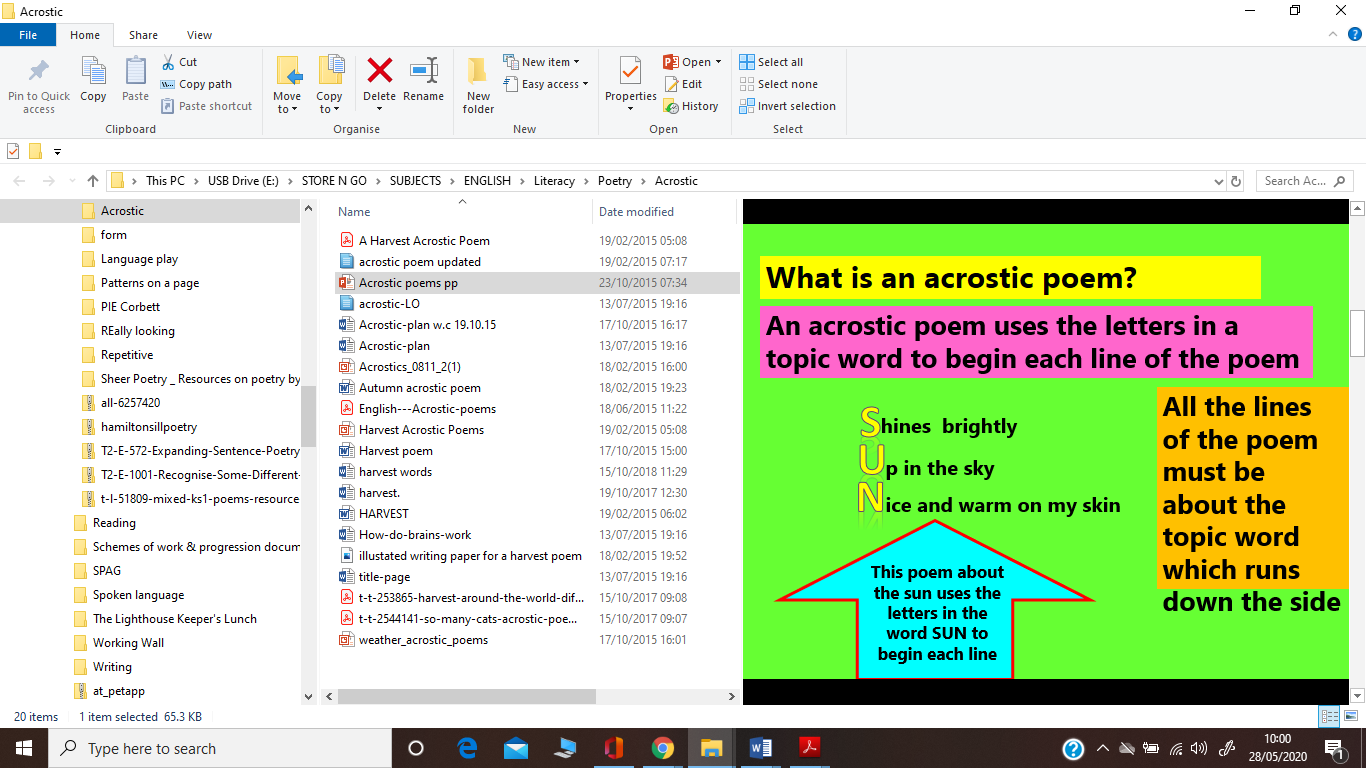 Acrostic
File Home Share View
Pin to Quick access
Copy
Paste
Cut
Copy path
Paste shortcut
Clipboard
Move to
Copy to
Delete
Rename
Organise
New folder
New item
Easy access
New
Properties
Open
Edit
History
Open
Select all
Select none
Invert selection
Select
This PC > USB Drive (E:) > STORE N GO > SUBJECTS > ENGLISH > Literacy > Poetry > Acrostic
Search Ac...
Acrostic
form
Language play
Patterns on a page
PIE Corbett
REally looking
Repetitive
Sheer Poetry _ Resources on poetry by
all-6257420
hamiltonsillpoetry
T2-E-572-Expanding-Sentence-Poetry
T2-E-1001-Recognise-Some-Different-
t-l-51809-mixed-ks1-poems-resource
Reading
Schemes of work & progression docum
SPAG
Spoken language
The Lighthouse Keeper's Lunch
Working Wall
Writing
at_petapp
Name Date modified
A Harvest Acrostic Poem 19/02/2015 05:08
acrostic poem updated 19/02/2015 07:17
Acrostic poems pp 23/10/2015 07:34
acrostic-LO 13/07/2015 19:16
Acrostic-plan w.c 19.10.15 17/10/2015 16:17
Acrostic-plan 13/07/2015 19:16
Acrostics_0811_2(1) 18/02/2015 16:00
Autumn acrostic poem 18/02/2015 19:23
English---Acrostic-poems 18/06/2015 11:22
Harvest Acrostic Poems 19/02/2015 05:08
Harvest poem 17/10/2015 15:00
harvest words 15/10/2018 11:29
harvest. 19/10/2017 12:30
HARVEST 19/02/2015 06:02
How-do-brains-work 13/07/2015 19:16
illustated writing paper for a harvest poem 18/02/2015 19:52
title-page 13/07/2015 19:16
t-t-253865-harvest-around-the-world-dif... 15/10/2017 09:08
t-t-2544141-so-many-cats-acrostic-poe... 15/10/2017 09:07
weather_acrostic_poems 17/10/2015 16:01
What is an acrostic poem?
An acrostic poem uses the letters in a
topic word to begin each line of the poem
Shines brightly
Up in the sky
Nice and warm on my skin
This poem about
the sun uses the
letters in the
word SUN to
begin each line
All the lines
of the poem
must be
about the
topic word
which runs
down the side
20 items 1 item selected 65.3 KB
Type here to search
10:00
28/05/2020
1